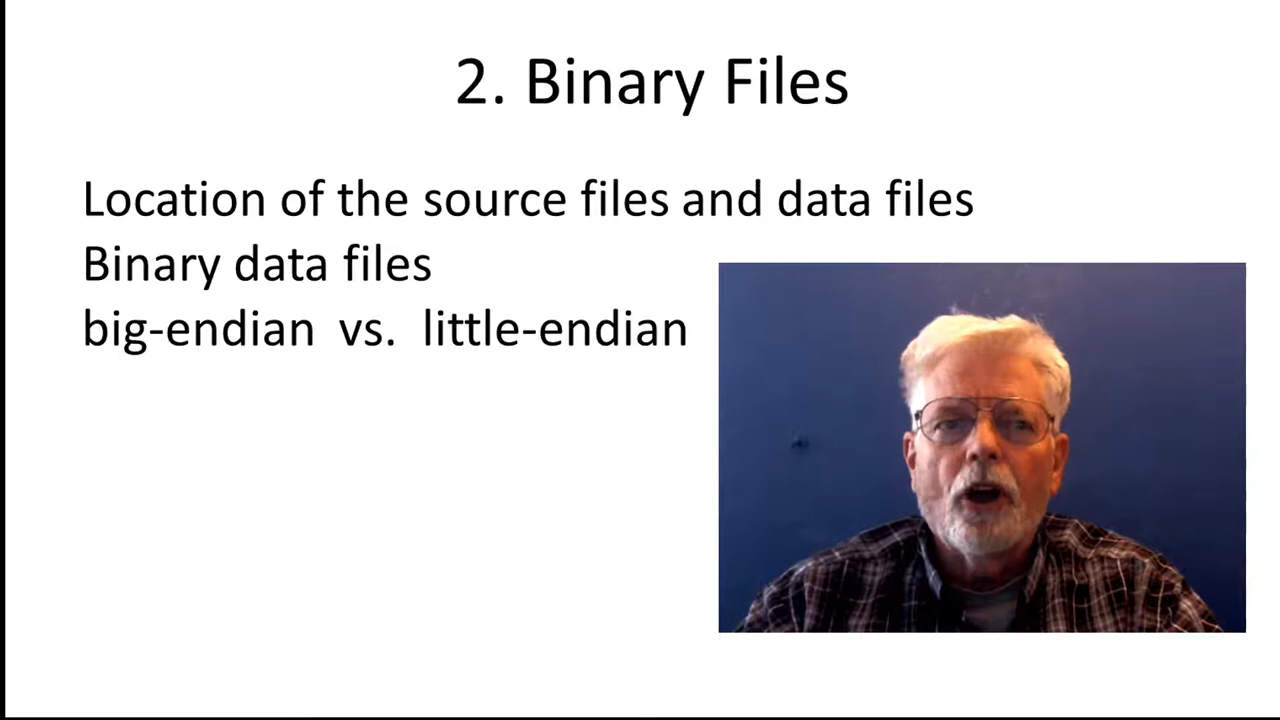 2. Binary Files
Location of the source files and data files
Binary data files
big-endian vs. little-endian